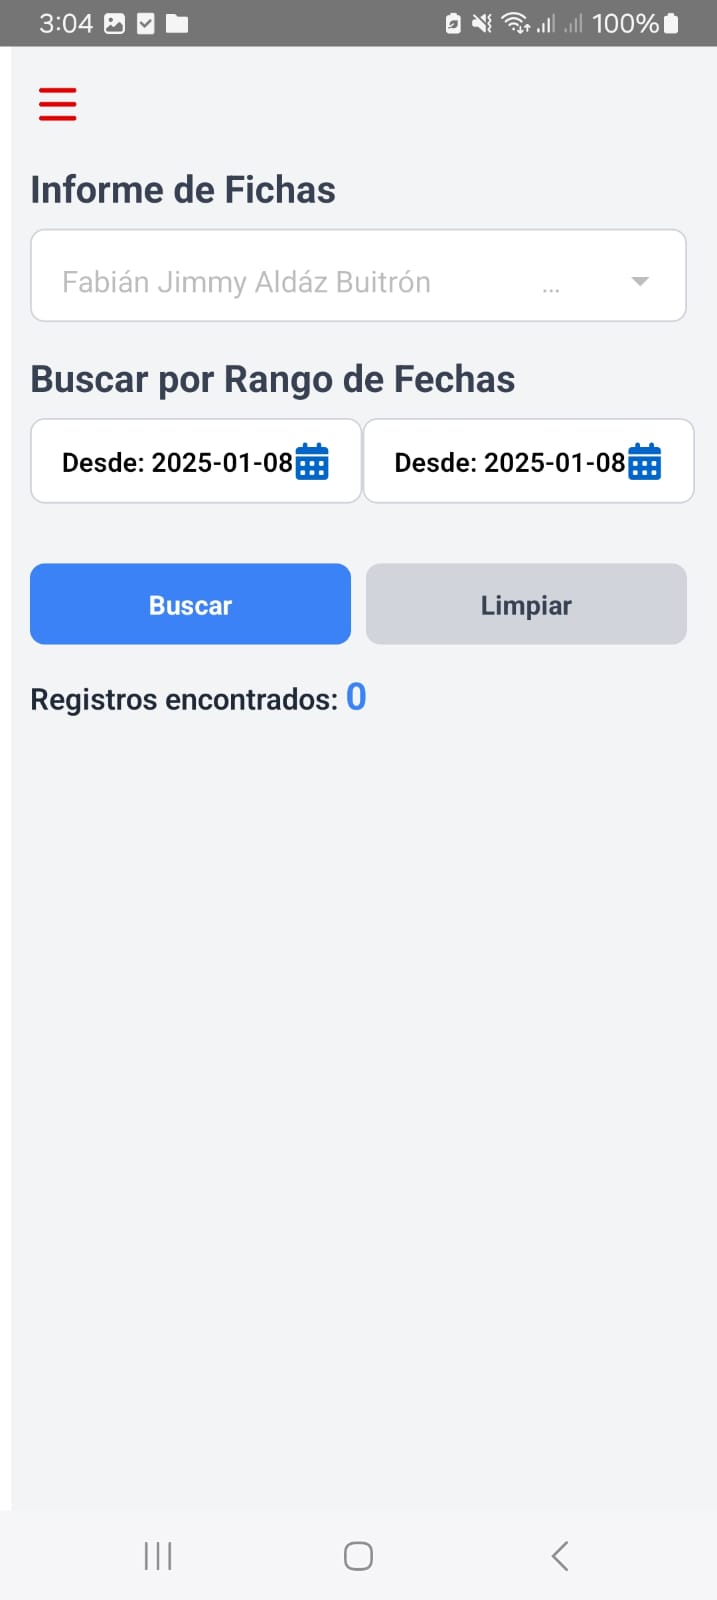 3:04 100%
Informe de Fichas
Fabián Jimmy Aldáz Buitrón ...
Buscar por Rango de Fechas
Desde: 2025-01-08 Desde: 2025-01-08
Buscar Limpiar
Registros encontrados: 0